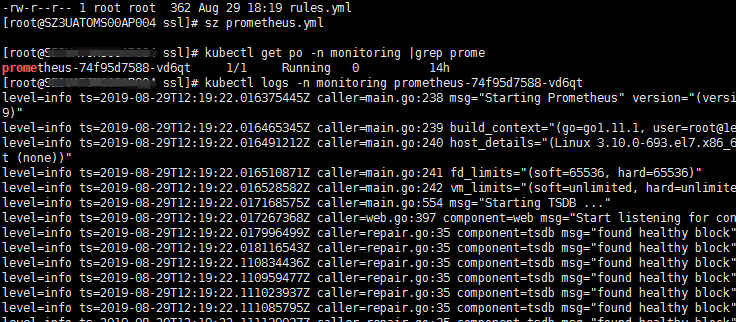 -rw-r--r-- 1 root root  362 Aug 29 18:19 rules.yml
[root@SZ3UATOMS00AP004 ssl]# sz prometheus.yml
[root@ ssl]# kubectl get po -n monitoring |grep prome
prometheus-74f95d7588-vd6qt     1/1     Running   0          14h
[root@ ssl]# kubectl logs -n monitoring prometheus-74f95d7588-vd6qt
level=info ts=2019-08-29T12:19:22.016375445Z caller=main.go:238 msg="Starting Prometheus" version="(versi
9)"
level=info ts=2019-08-29T12:19:22.016465345Z caller=main.go:239 build_context="(go=go1.11.1, user=root@1e
level=info ts=2019-08-29T12:19:22.016491212Z caller=main.go:240 host_details="(Linux 3.10.0-693.el7.x86_6
t (none))"
level=info ts=2019-08-29T12:19:22.016510871Z caller=main.go:241 fd_limits="(soft=65536, hard=65536)"
level=info ts=2019-08-29T12:19:22.016528582Z caller=main.go:242 vm_limits="(soft=unlimited, hard=unlimite
level=info ts=2019-08-29T12:19:22.017168575Z caller=main.go:554 msg="Starting TSDB ..."
level=info ts=2019-08-29T12:19:22.017267368Z caller=web.go:397 component=web msg="Start listening for con
level=info ts=2019-08-29T12:19:22.017996499Z caller=repair.go:35 component=tsdb msg="found healthy block"
level=info ts=2019-08-29T12:19:22.018116543Z caller=repair.go:35 component=tsdb msg="found healthy block"
level=info ts=2019-08-29T12:19:22.110834436Z caller=repair.go:35 component=tsdb msg="found healthy block"
level=info ts=2019-08-29T12:19:22.110959477Z caller=repair.go:35 component=tsdb msg="found healthy block"
level=info ts=2019-08-29T12:19:22.111023937Z caller=repair.go:35 component=tsdb msg="found healthy block"
level=info ts=2019-08-29T12:19:22.111085795Z caller=repair.go:35 component=tsdb msg="found healthy block"
level=info caller=repair.go:35 component=tsdb msg="found healthy block"